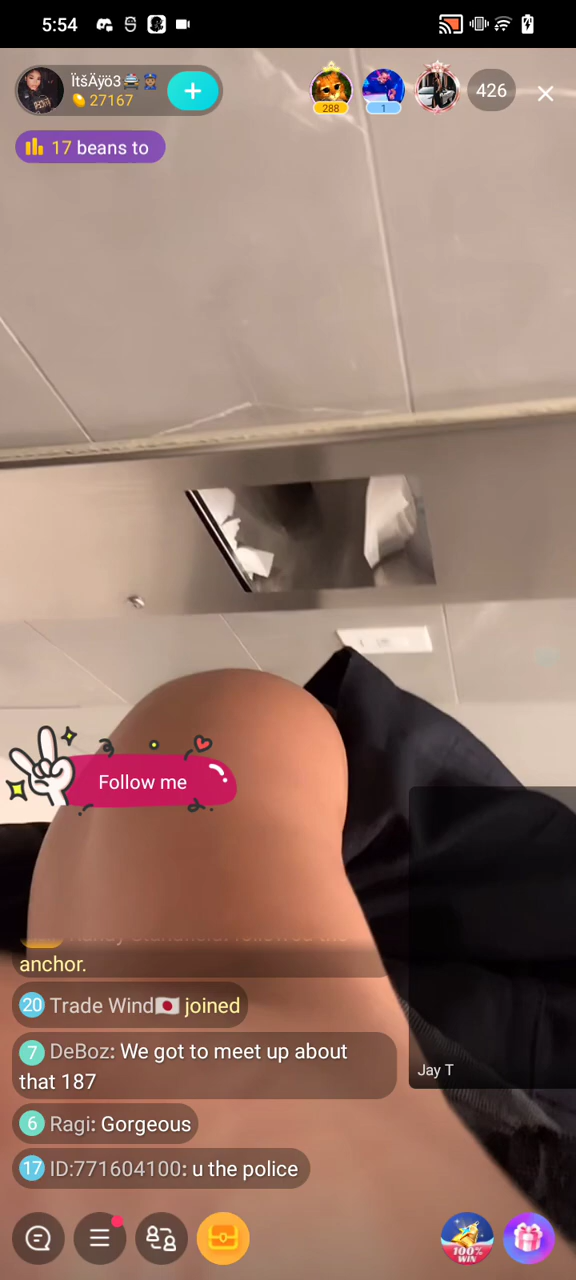 5:54
ÏtšÄÿö3🚔👮🏽
27167
288
1
426
17 beans to
Follow me
anchor.
20 Trade Wind🇯🇵 joined
7 DeBoz: We got to meet up about
that 187
6 Ragi: Gorgeous
17 ID:771604100: u the police
Jay T
100%
WIN